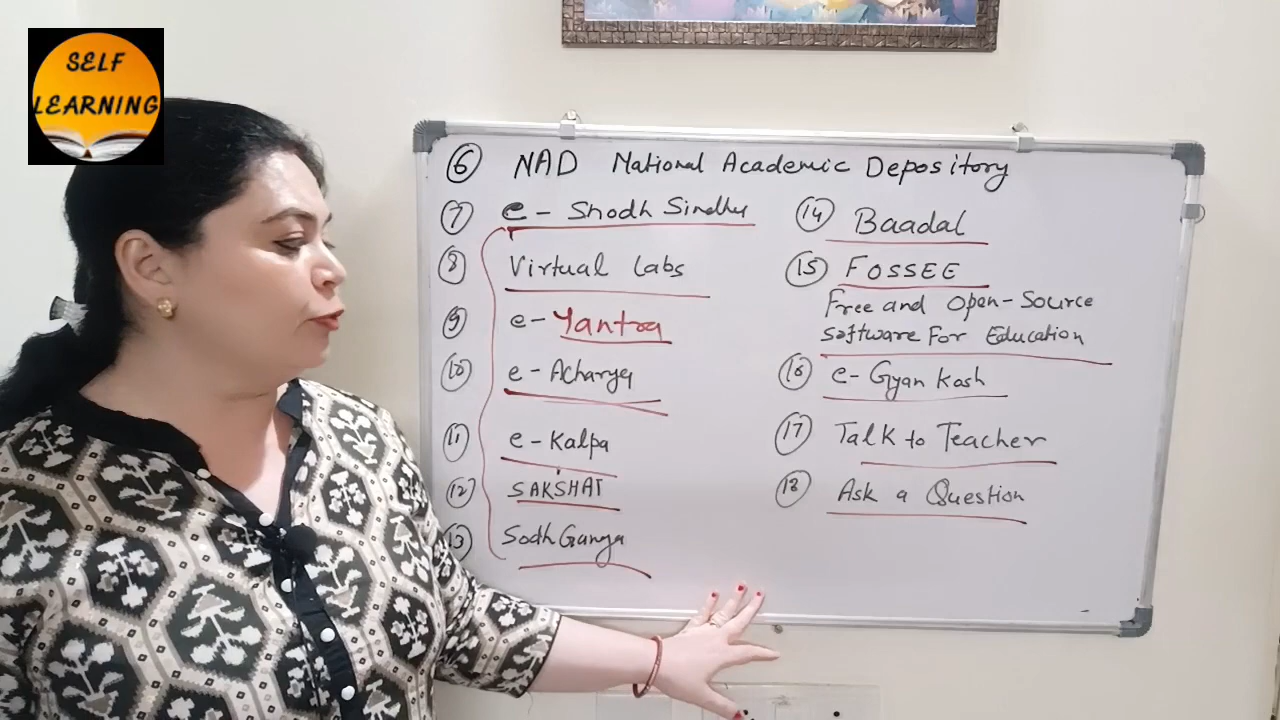 SELF
LEARNING
6 NAD National Academic Depository
7 e - Shodh Sindhu
8 Virtual Labs
9 e - Yantra
10 e - Acharya
11 e - Kalpa
12 SAKSHAT
13 SodhGanga
14 Baadal
15 FOSSEE
Free and Open - Source
Software For Education
16 e - Gyan Kosh
17 Talk to Teacher
18 Ask a Question